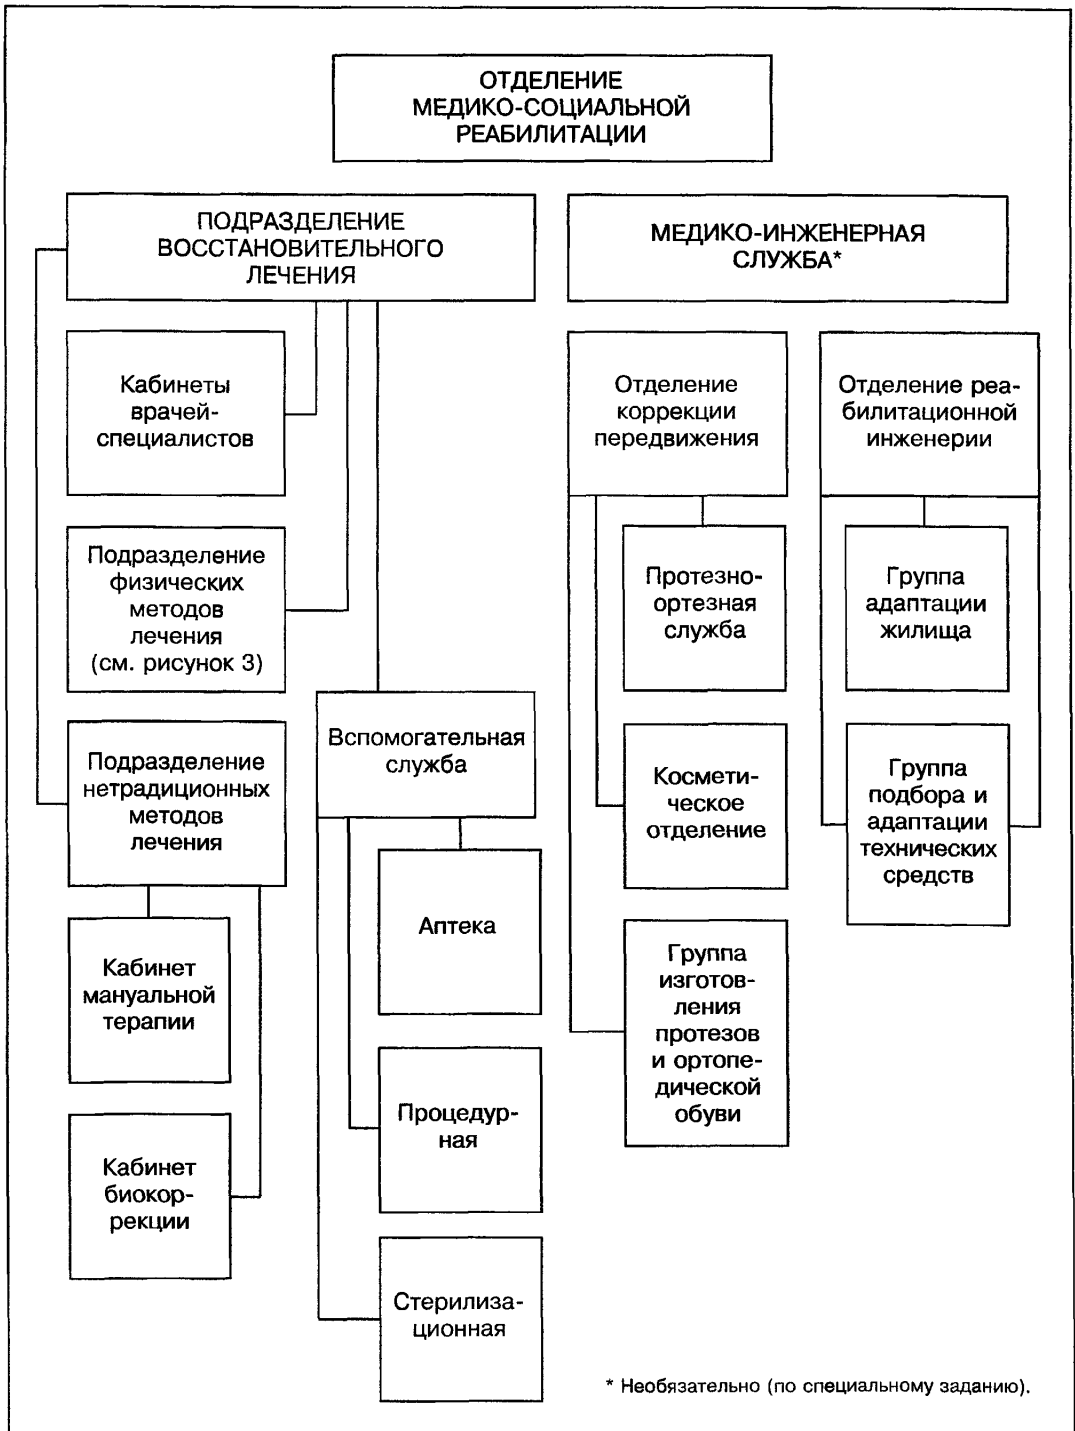 ОТДЕЛЕНИЕ
МЕДИКО-СОЦИАЛЬНОЙ
РЕАБИЛИТАЦИИ
ПОДРАЗДЕЛЕНИЕ
ВОССТАНОВИТЕЛЬНОГО
ЛЕЧЕНИЯ
МЕДИКО-ИНЖЕНЕРНАЯ
СЛУЖБА*
Кабинеты
врачей-
специалистов
Отделение
коррекции
передвижения
Отделение реа-
билитационной
инженерии
Подразделение
физических
методов
лечения
(см. рисунок 3)
Протезно-
ортезная
служба
Группа
адаптации
жилища
Подразделение
нетрадиционных
методов
лечения
Вспомогательная
служба
Космети-
ческое
отделение
Группа
подбора и
адаптации
технических
средств
Кабинет
мануальной
терапии
Аптека
Группа
изготов-
ления
протезов
и ортопе-
дической
обуви
Кабинет
биокор-
рекции
Процедур-
ная
Стерилиза-
ционная
* Необязательно (по специальному заданию).